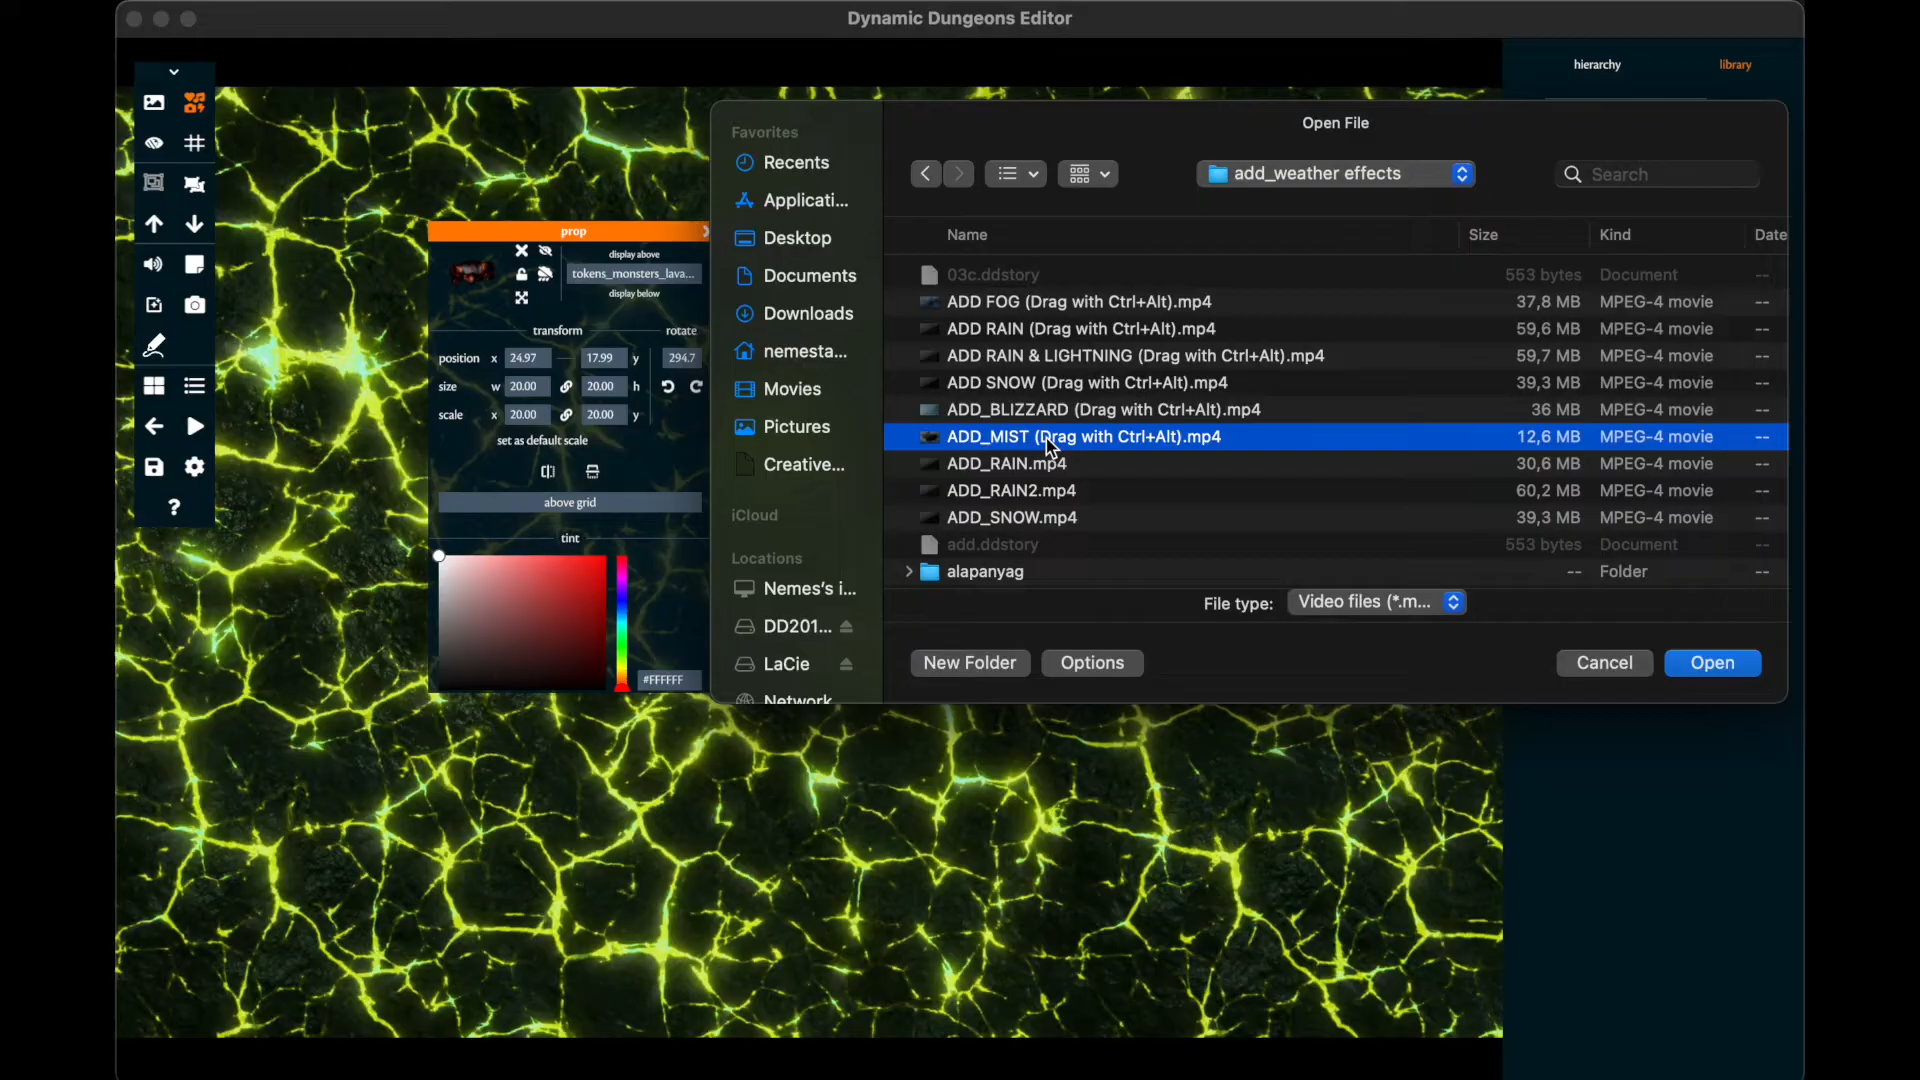 Dynamic Dungeons Editor
hierarchy
library
prop
display above
tokens_monsters_lava...
display below
transform
rotate
position x 24.97 17.99 y 294.7
size w 20.00 20.00 h
scale x 20.00 20.00 y
set as default scale
above grid
tint
#FFFFFF
?
Favorites
Recents
Applicati...
Desktop
Documents
Downloads
nemesta...
Movies
Pictures
Creative...
iCloud
Locations
Nemes's i...
DD201...
LaCie
Network
Open File
add_weather effects
Search
Name Size Kind Date
03c.ddstory 553 bytes Document --
ADD FOG (Drag with Ctrl+Alt).mp4 37,8 MB MPEG-4 movie --
ADD RAIN (Drag with Ctrl+Alt).mp4 59,6 MB MPEG-4 movie --
ADD RAIN & LIGHTNING (Drag with Ctrl+Alt).mp4 59,7 MB MPEG-4 movie --
ADD SNOW (Drag with Ctrl+Alt).mp4 39,3 MB MPEG-4 movie --
ADD_BLIZZARD (Drag with Ctrl+Alt).mp4 36 MB MPEG-4 movie --
ADD_MIST (Drag with Ctrl+Alt).mp4 12,6 MB MPEG-4 movie --
ADD_RAIN.mp4 30,6 MB MPEG-4 movie --
ADD_RAIN2.mp4 60,2 MB MPEG-4 movie --
ADD_SNOW.mp4 39,3 MB MPEG-4 movie --
add.ddstory 553 bytes Document --
alapanyag -- Folder --
File type: Video files (*.m...
New Folder
Options
Cancel
Open